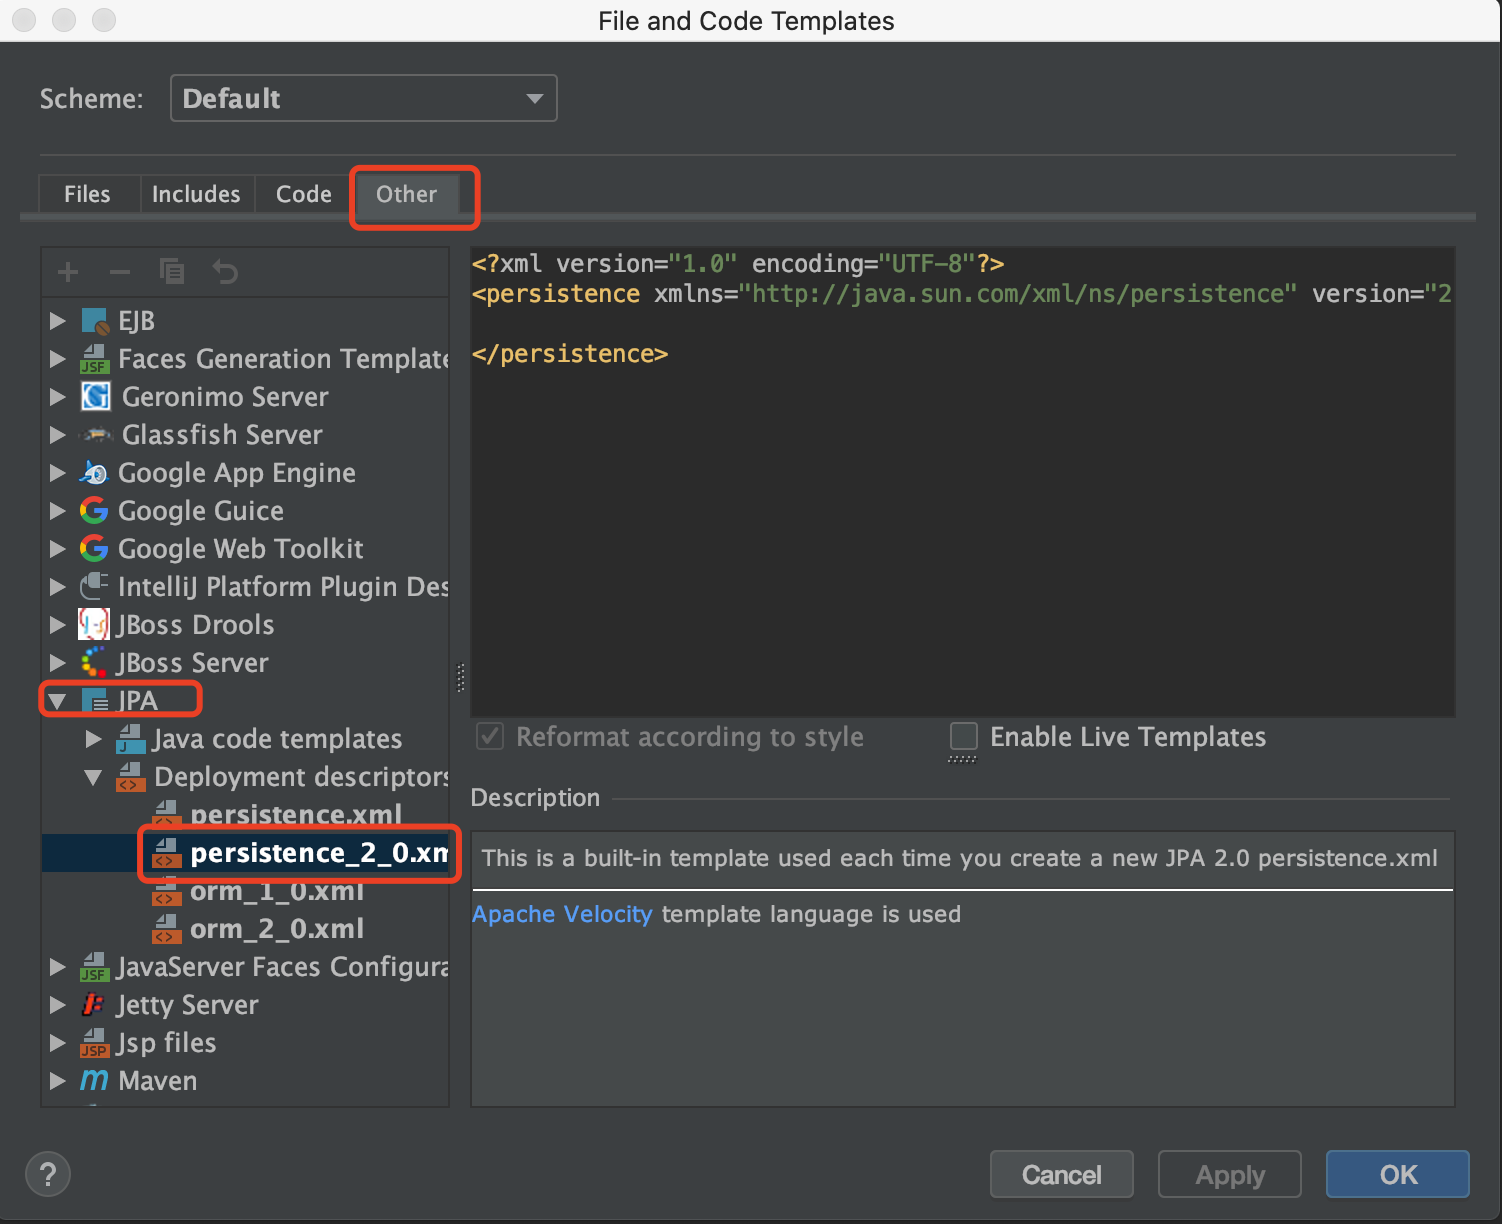 File and Code Templates
Scheme:
Default
Files
Includes
Code
Other
EJB
Faces Generation Template
Geronimo Server
Glassfish Server
Google App Engine
Google Guice
Google Web Toolkit
IntelliJ Platform Plugin Des
JBoss Drools
JBoss Server
JPA
Java code templates
Deployment descriptors
persistence.xml
persistence_2_0.xm
orm_1_0.xml
orm_2_0.xml
JavaServer Faces Configura
Jetty Server
Jsp files
Maven
<?xml version="1.0" encoding="UTF-8"?>
<persistence xmlns="http://java.sun.com/xml/ns/persistence" version="2
</persistence>
Reformat according to style
Enable Live Templates
Description
This is a built-in template used each time you create a new JPA 2.0 persistence.xml
Apache Velocity template language is used
?
Cancel
Apply
OK